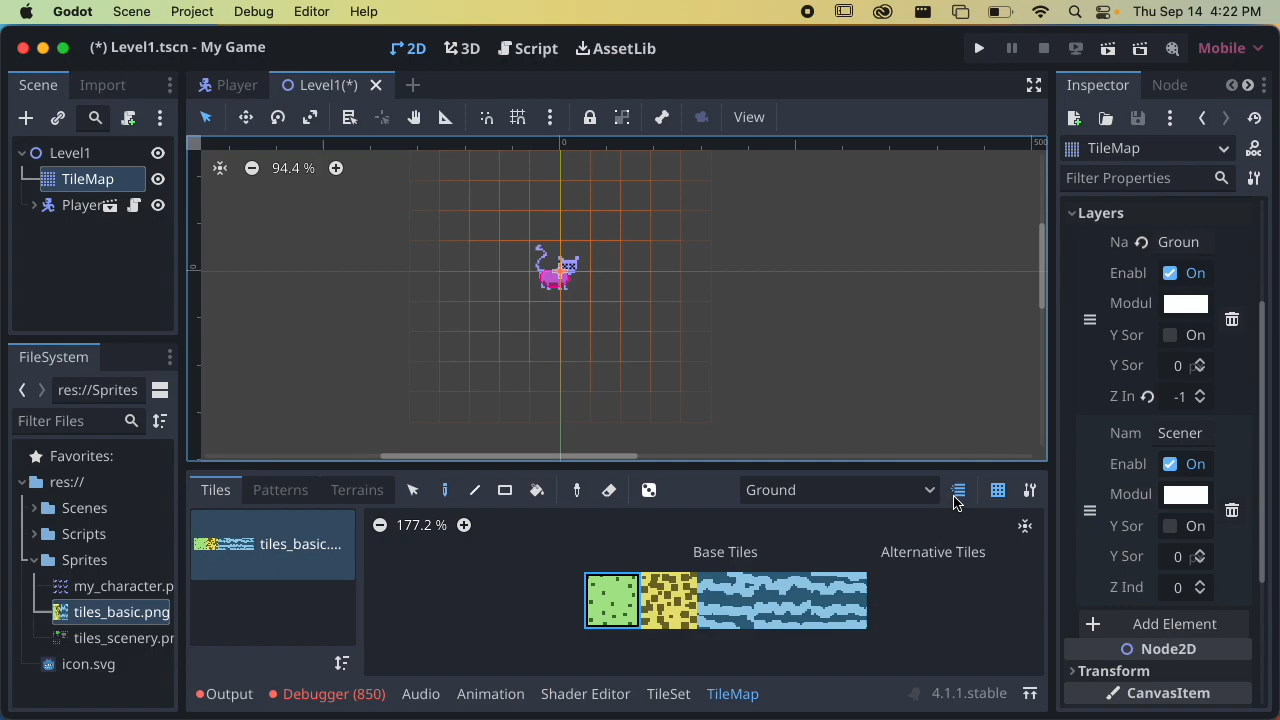 Godot Scene Project Debug Editor Help Thu Sep 14 4:22 PM
(*) Level1.tscn - My Game 2D 3D Script AssetLib Mobile
Scene Import Player Level1(*) Inspector Node
View
Level1 0 500 TileMap
TileMap 94.4 % Filter Properties
Player
Layers
Na Groun
0
Enabl On
Modul
Y Sor On
FileSystem Y Sor 0 p
res://Sprites Z In -1
Filter Files
Nam Scener
Favorites: Enabl On
res:// Tiles Patterns Terrains Ground Modul
Scenes Y Sor On
Scripts tiles_basic.... 177.2 % Y Sor 0 p
Sprites Base Tiles Alternative Tiles
my_character.p Z Ind 0
tiles_basic.png Add Element
tiles_scenery.pr Node2D
icon.svg Transform
Output Debugger (850) Audio Animation Shader Editor TileSet TileMap 4.1.1.stable CanvasItem